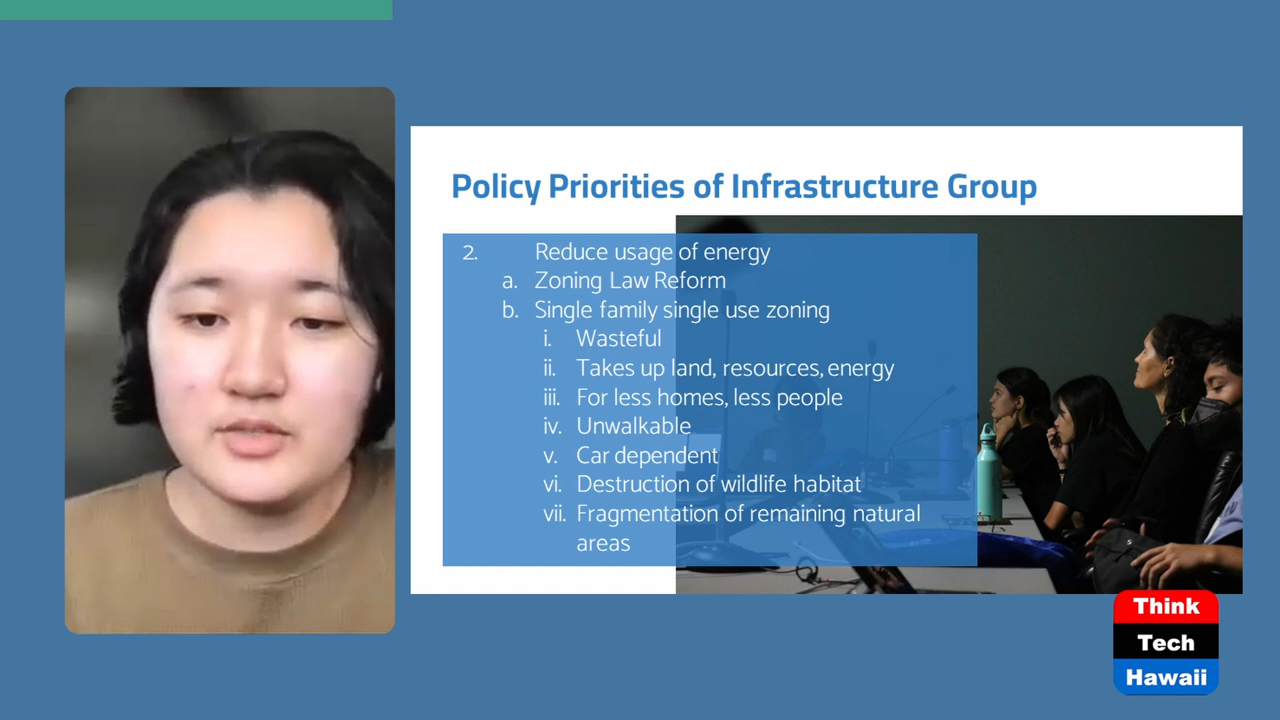 Policy Priorities of Infrastructure Group
2. Reduce usage of energy
a. Zoning Law Reform
b. Single family single use zoning
i. Wasteful
ii. Takes up land, resources, energy
iii. For less homes, less people
iv. Unwalkable
v. Car dependent
vi. Destruction of wildlife habitat
vii. Fragmentation of remaining natural
areas
Think
Tech
Hawaii